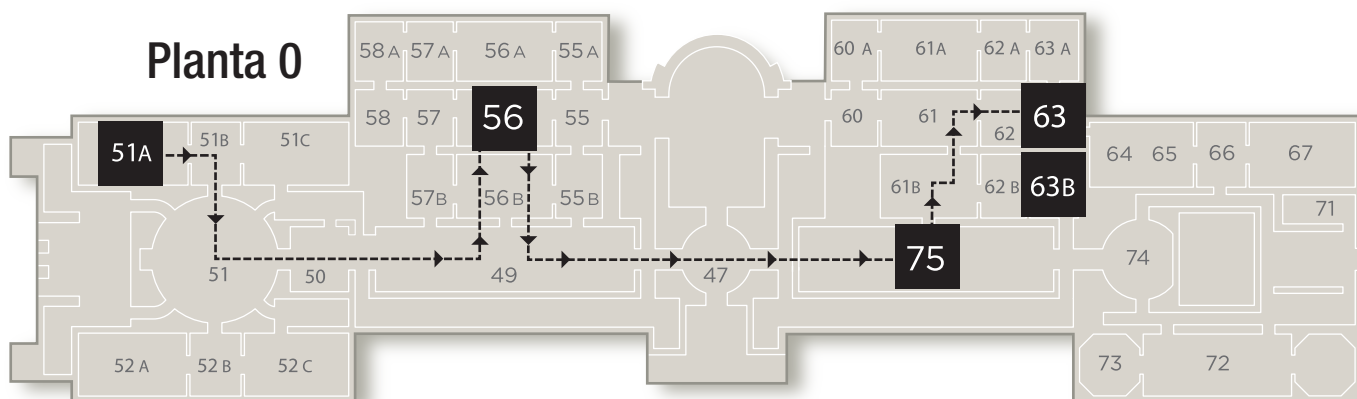 Planta 0
58 A 57 A 56 A 55 A 60 A 61A 62 A 63 A
58 57 56 55 60 61 62 63
51A 51B 51C 64 65 66 67
57B 56 B 55 B 61B 62 B 63B
71
51 50 49 47 75 74
52 A 52 B 52 C 73 72